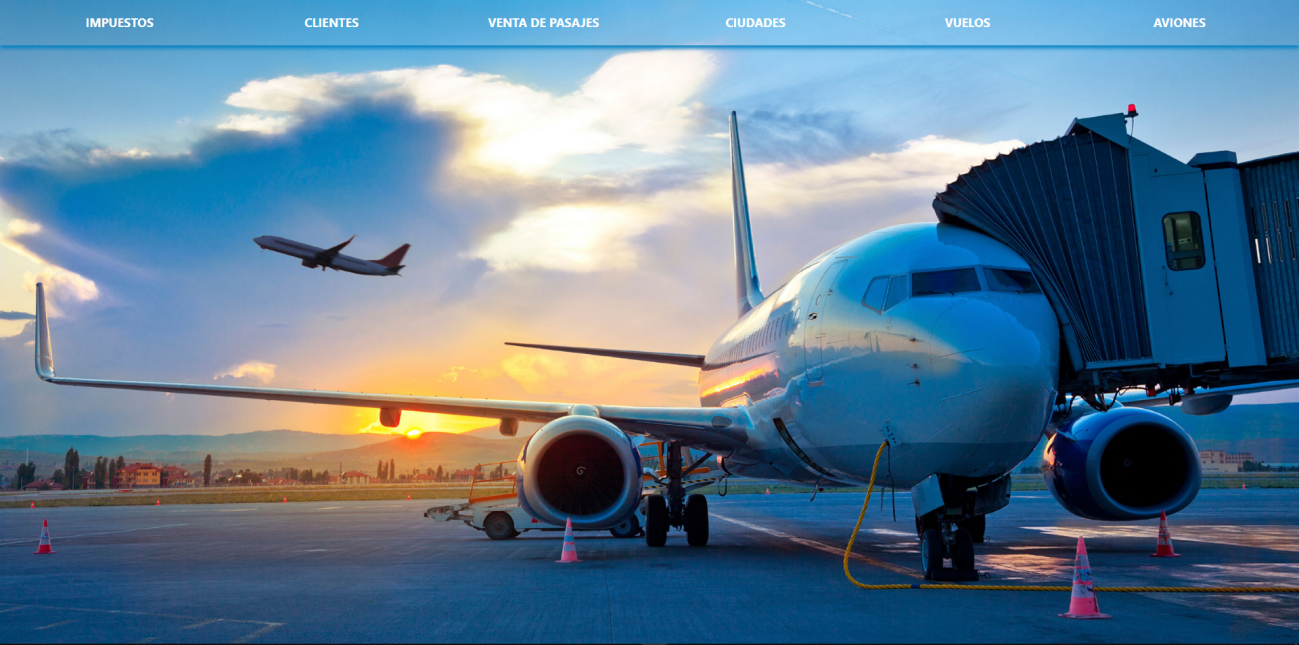 IMPUESTOS CLIENTES VENTA DE PASAJES CIUDADES VUELOS AVIONES